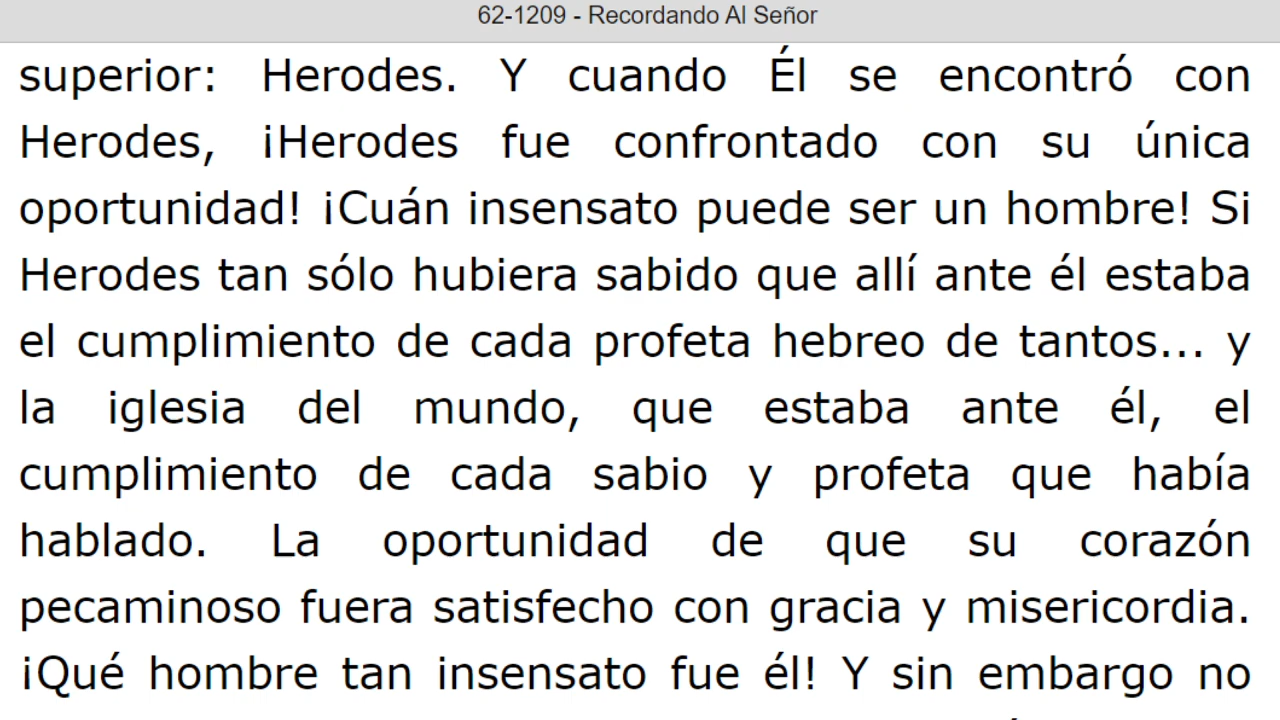 62-1209 - Recordando Al Señor
superior: Herodes. Y cuando Él se encontró con
Herodes, ¡Herodes fue confrontado con su única
oportunidad! ¡Cuán insensato puede ser un hombre! Si
Herodes tan sólo hubiera sabido que allí ante él estaba
el cumplimiento de cada profeta hebreo de tantos... y
la iglesia del mundo, que estaba ante él, el
cumplimiento de cada sabio y profeta que había
hablado. La oportunidad de que su corazón
pecaminoso fuera satisfecho con gracia y misericordia.
¡Qué hombre tan insensato fue él! Y sin embargo no